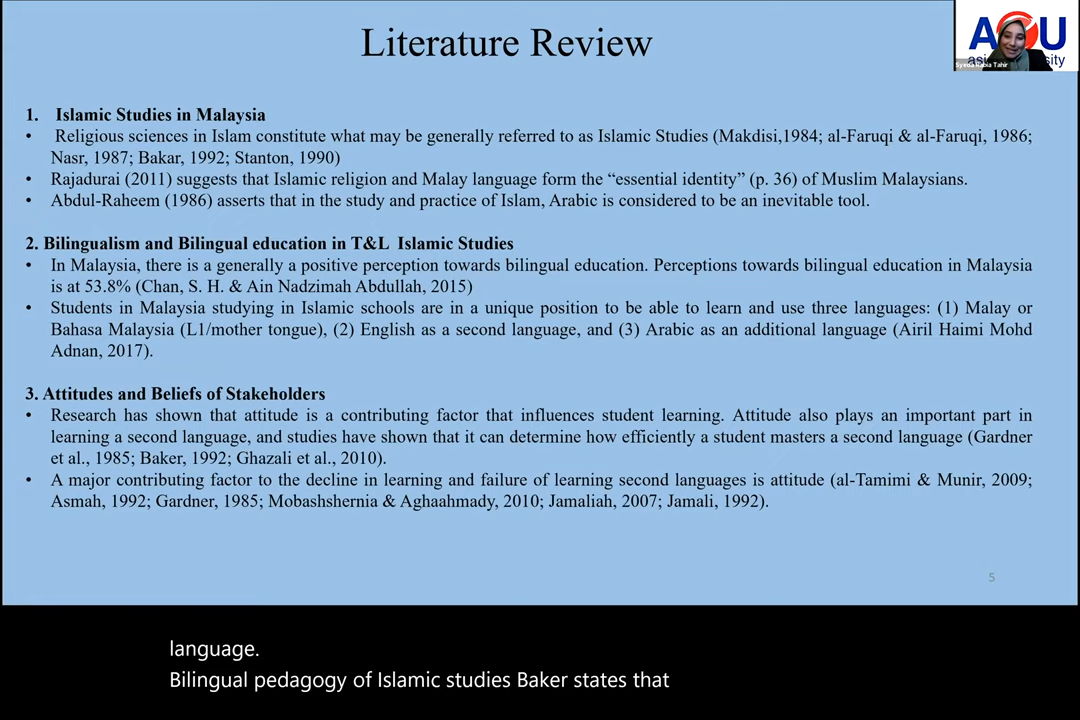 Literature Review
AeU
asi sity
Syeda Rabia Tahir
1. Islamic Studies in Malaysia
• Religious sciences in Islam constitute what may be generally referred to as Islamic Studies (Makdisi,1984; al-Faruqi & al-Faruqi, 1986;
Nasr, 1987; Bakar, 1992; Stanton, 1990)
• Rajadurai (2011) suggests that Islamic religion and Malay language form the “essential identity” (p. 36) of Muslim Malaysians.
• Abdul-Raheem (1986) asserts that in the study and practice of Islam, Arabic is considered to be an inevitable tool.
2. Bilingualism and Bilingual education in T&L Islamic Studies
• In Malaysia, there is a generally a positive perception towards bilingual education. Perceptions towards bilingual education in Malaysia
is at 53.8% (Chan, S. H. & Ain Nadzimah Abdullah, 2015)
• Students in Malaysia studying in Islamic schools are in a unique position to be able to learn and use three languages: (1) Malay or
Bahasa Malaysia (L1/mother tongue), (2) English as a second language, and (3) Arabic as an additional language (Airil Haimi Mohd
Adnan, 2017).
3. Attitudes and Beliefs of Stakeholders
• Research has shown that attitude is a contributing factor that influences student learning. Attitude also plays an important part in
learning a second language, and studies have shown that it can determine how efficiently a student masters a second language (Gardner
et al., 1985; Baker, 1992; Ghazali et al., 2010).
• A major contributing factor to the decline in learning and failure of learning second languages is attitude (al-Tamimi & Munir, 2009;
Asmah, 1992; Gardner, 1985; Mobashshernia & Aghaahmady, 2010; Jamaliah, 2007; Jamali, 1992).
5
language.
Bilingual pedagogy of Islamic studies Baker states that